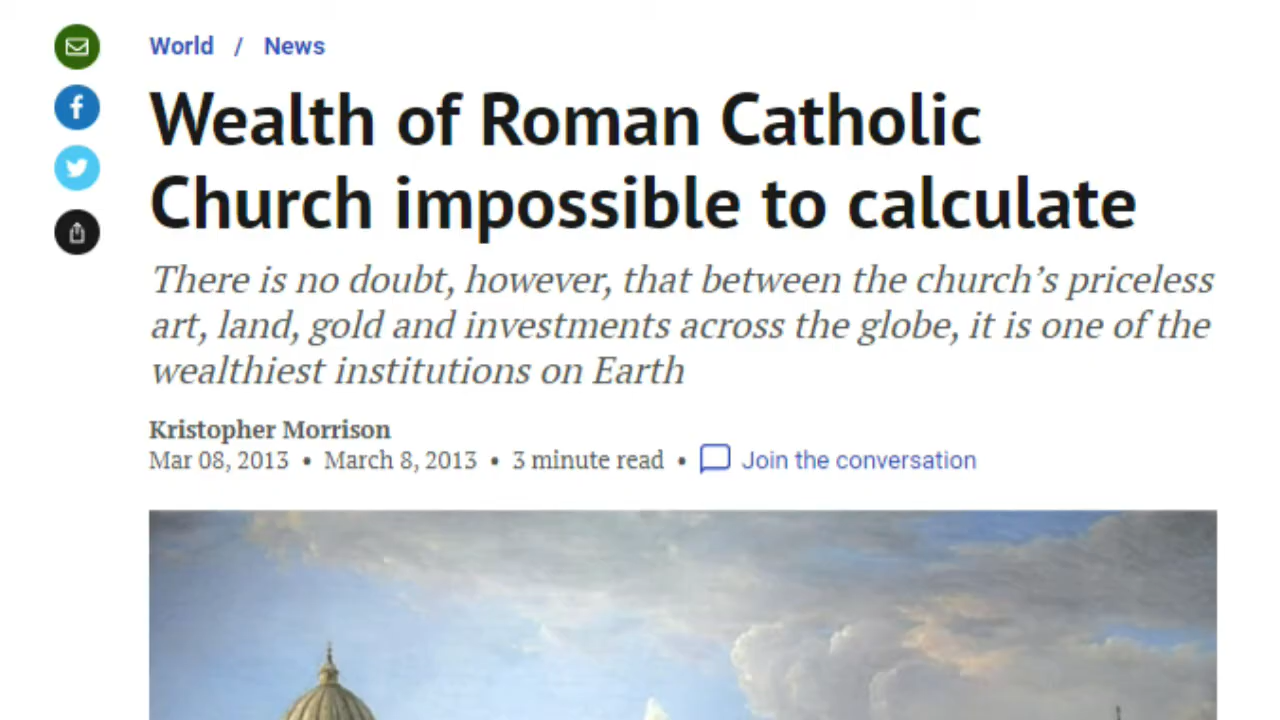 World / News
Wealth of Roman Catholic
Church impossible to calculate
There is no doubt, however, that between the church’s priceless
art, land, gold and investments across the globe, it is one of the
wealthiest institutions on Earth
Kristopher Morrison
Mar 08, 2013 • March 8, 2013 • 3 minute read • Join the conversation